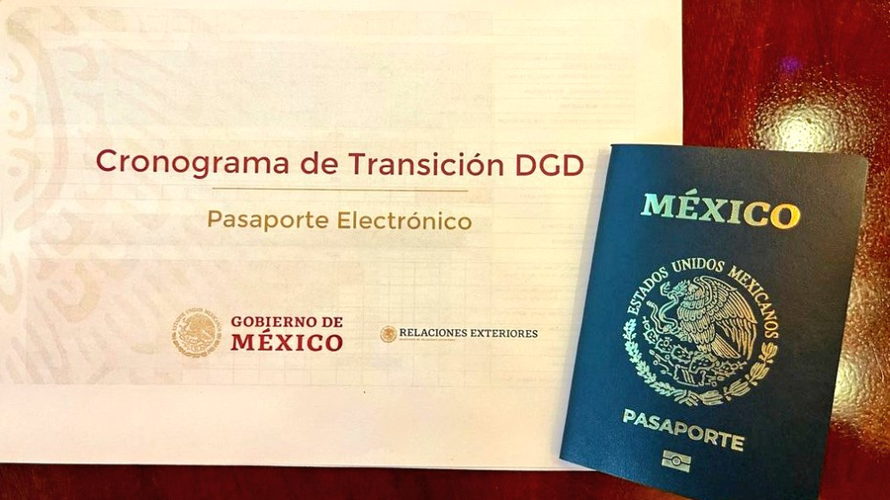 Cronograma de Transición DGD
Pasaporte Electrónico
GOBIERNO DE
MÉXICO
RELACIONES EXTERIORES
MÉXICO
ESTADOS UNIDOS MEXICANOS
PASAPORTE